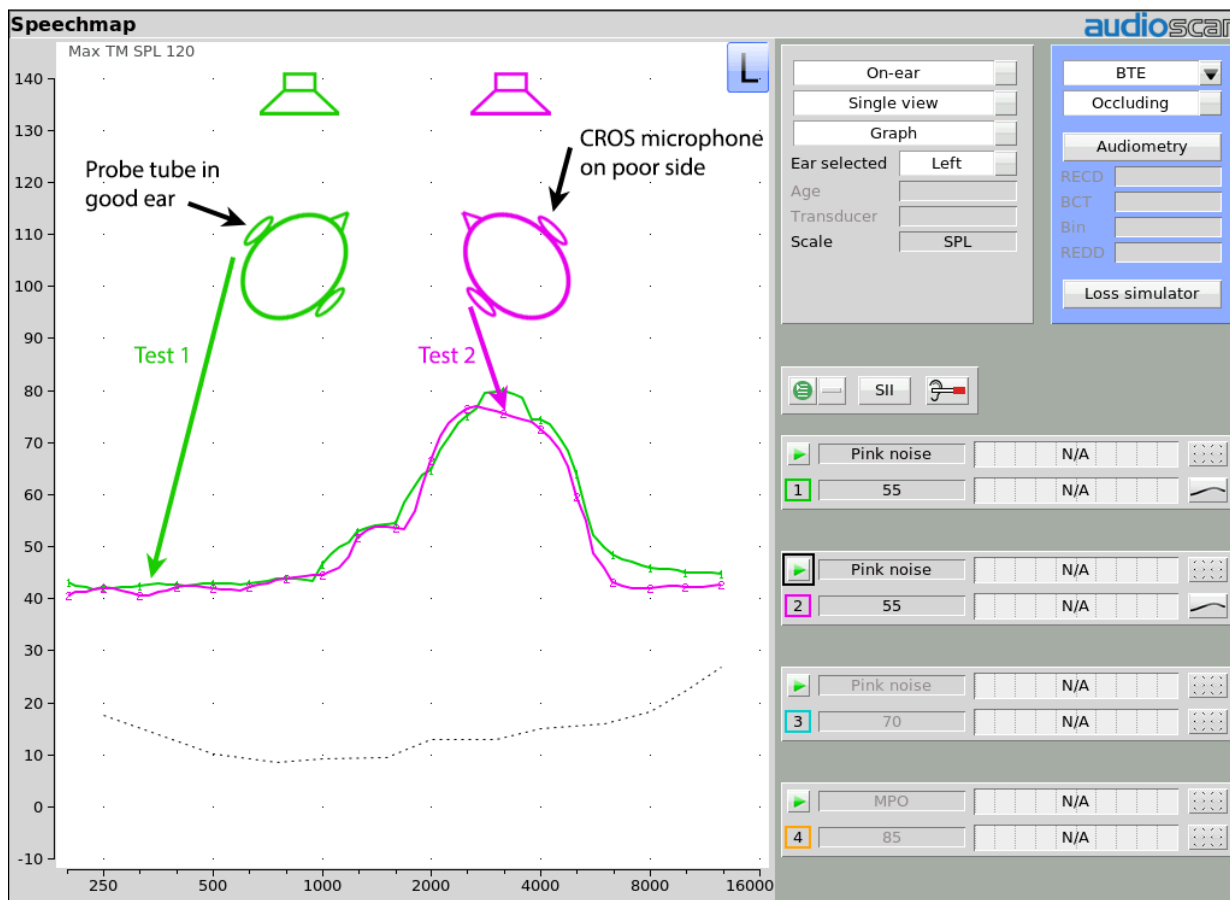 Speechmap
audioscan
Max TM SPL 120
L
140
130
120
110
100
90
80
70
60
50
40
30
20
10
0
-10
250
500
1000
2000
4000
8000
16000
Probe tube in
good ear
CROS microphone
on poor side
Test 1
Test 2
On-ear
Single view
Graph
Ear selected Left
Age
Transducer
Scale SPL
BTE
Occluding
Audiometry
RECD
BCT
Bin
REDD
Loss simulator
SII
Pink noise N/A
1 55 N/A
Pink noise N/A
2 55 N/A
Pink noise N/A
3 70 N/A
MPO N/A
4 85 N/A